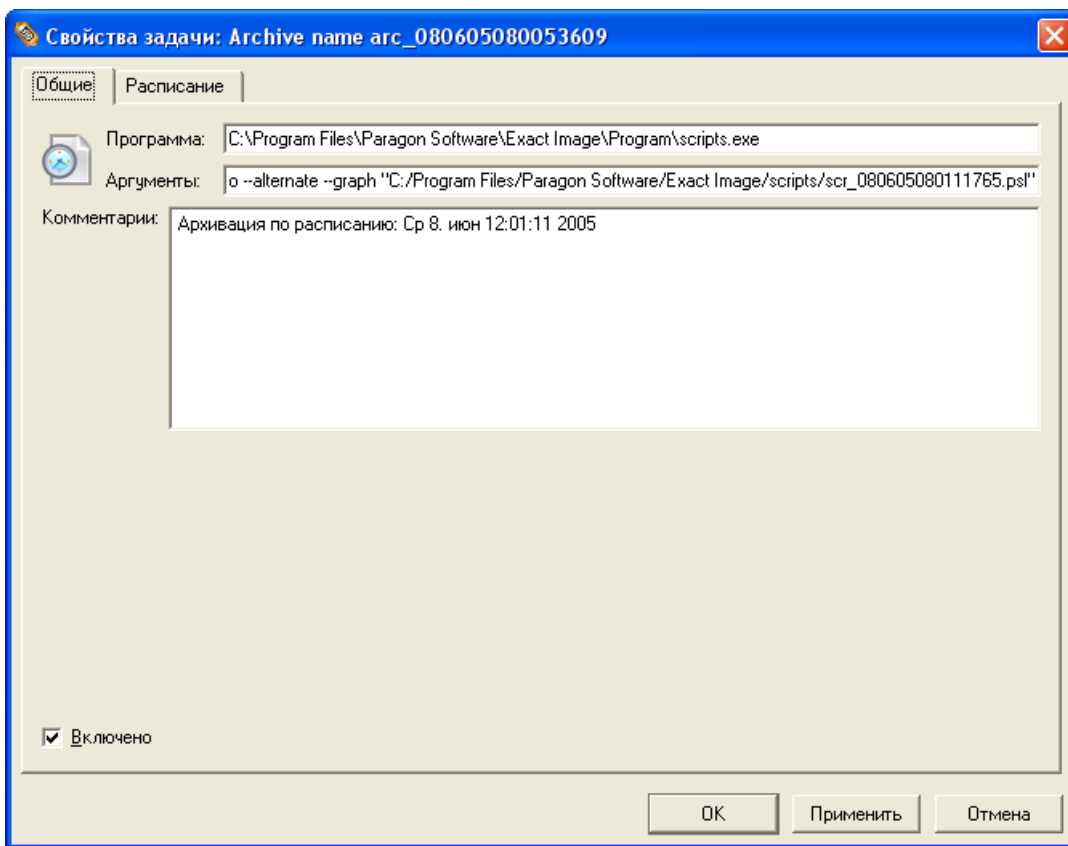 Свойства задачи: Archive name arc_080605080053609
Общие
Расписание
Программа: C:\Program Files\Paragon Software\Exact Image\Program\scripts.exe
Аргументы: o --alternate --graph "C:/Program Files/Paragon Software/Exact Image/scripts/scr_080605080111765.psl"
Комментарии: Архивация по расписанию: Ср 8. июн 12:01:11 2005
Включено
OK
Применить
Отмена